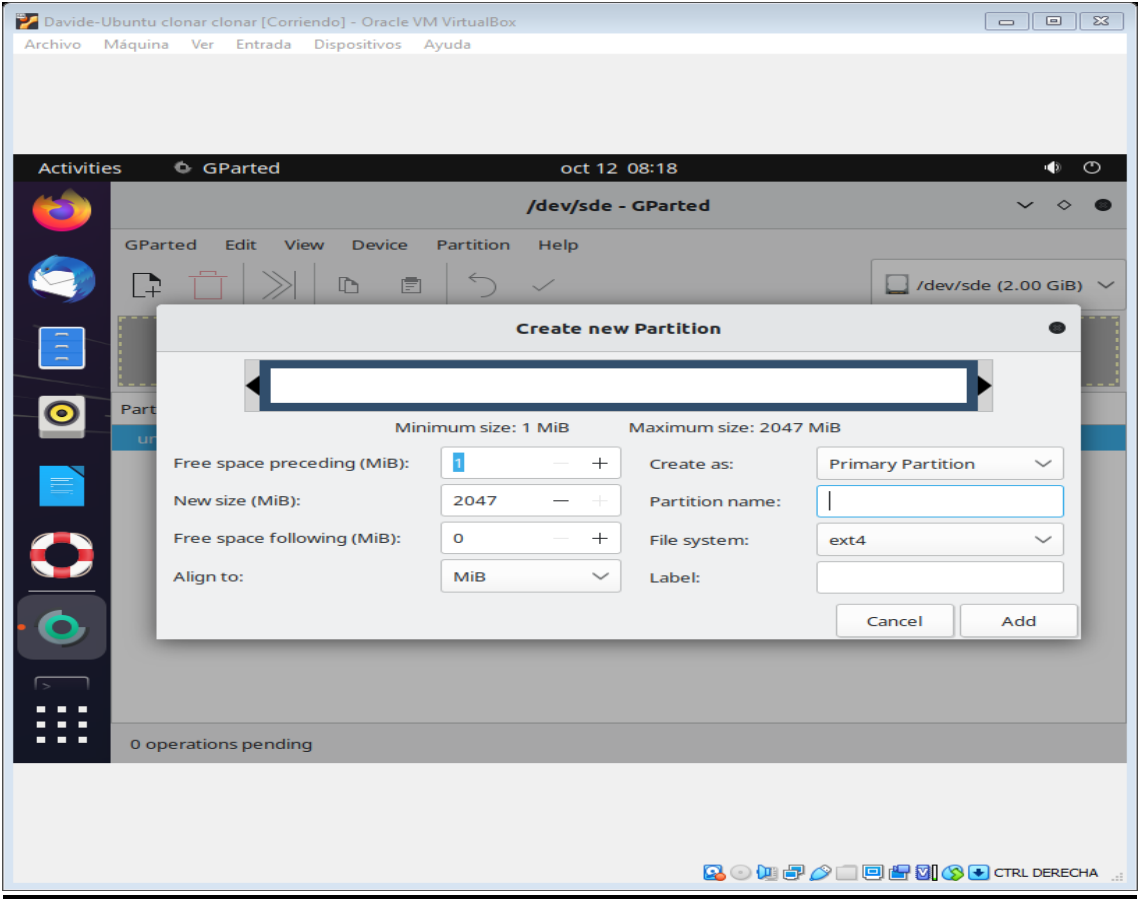 Davide-Ubuntu clonar clonar [Corriendo] - Oracle VM VirtualBox
Archivo Máquina Ver Entrada Dispositivos Ayuda
Activities GParted oct 12 08:18
/dev/sde - GParted
GParted Edit View Device Partition Help
/dev/sde (2.00 GiB)
Create new Partition
Part
Minimum size: 1 MiB Maximum size: 2047 MiB
un
Free space preceding (MiB): 1 Create as: Primary Partition
New size (MiB): 2047 Partition name:
Free space following (MiB): 0 File system: ext4
Align to: MiB Label:
Cancel Add
0 operations pending
CTRL DERECHA